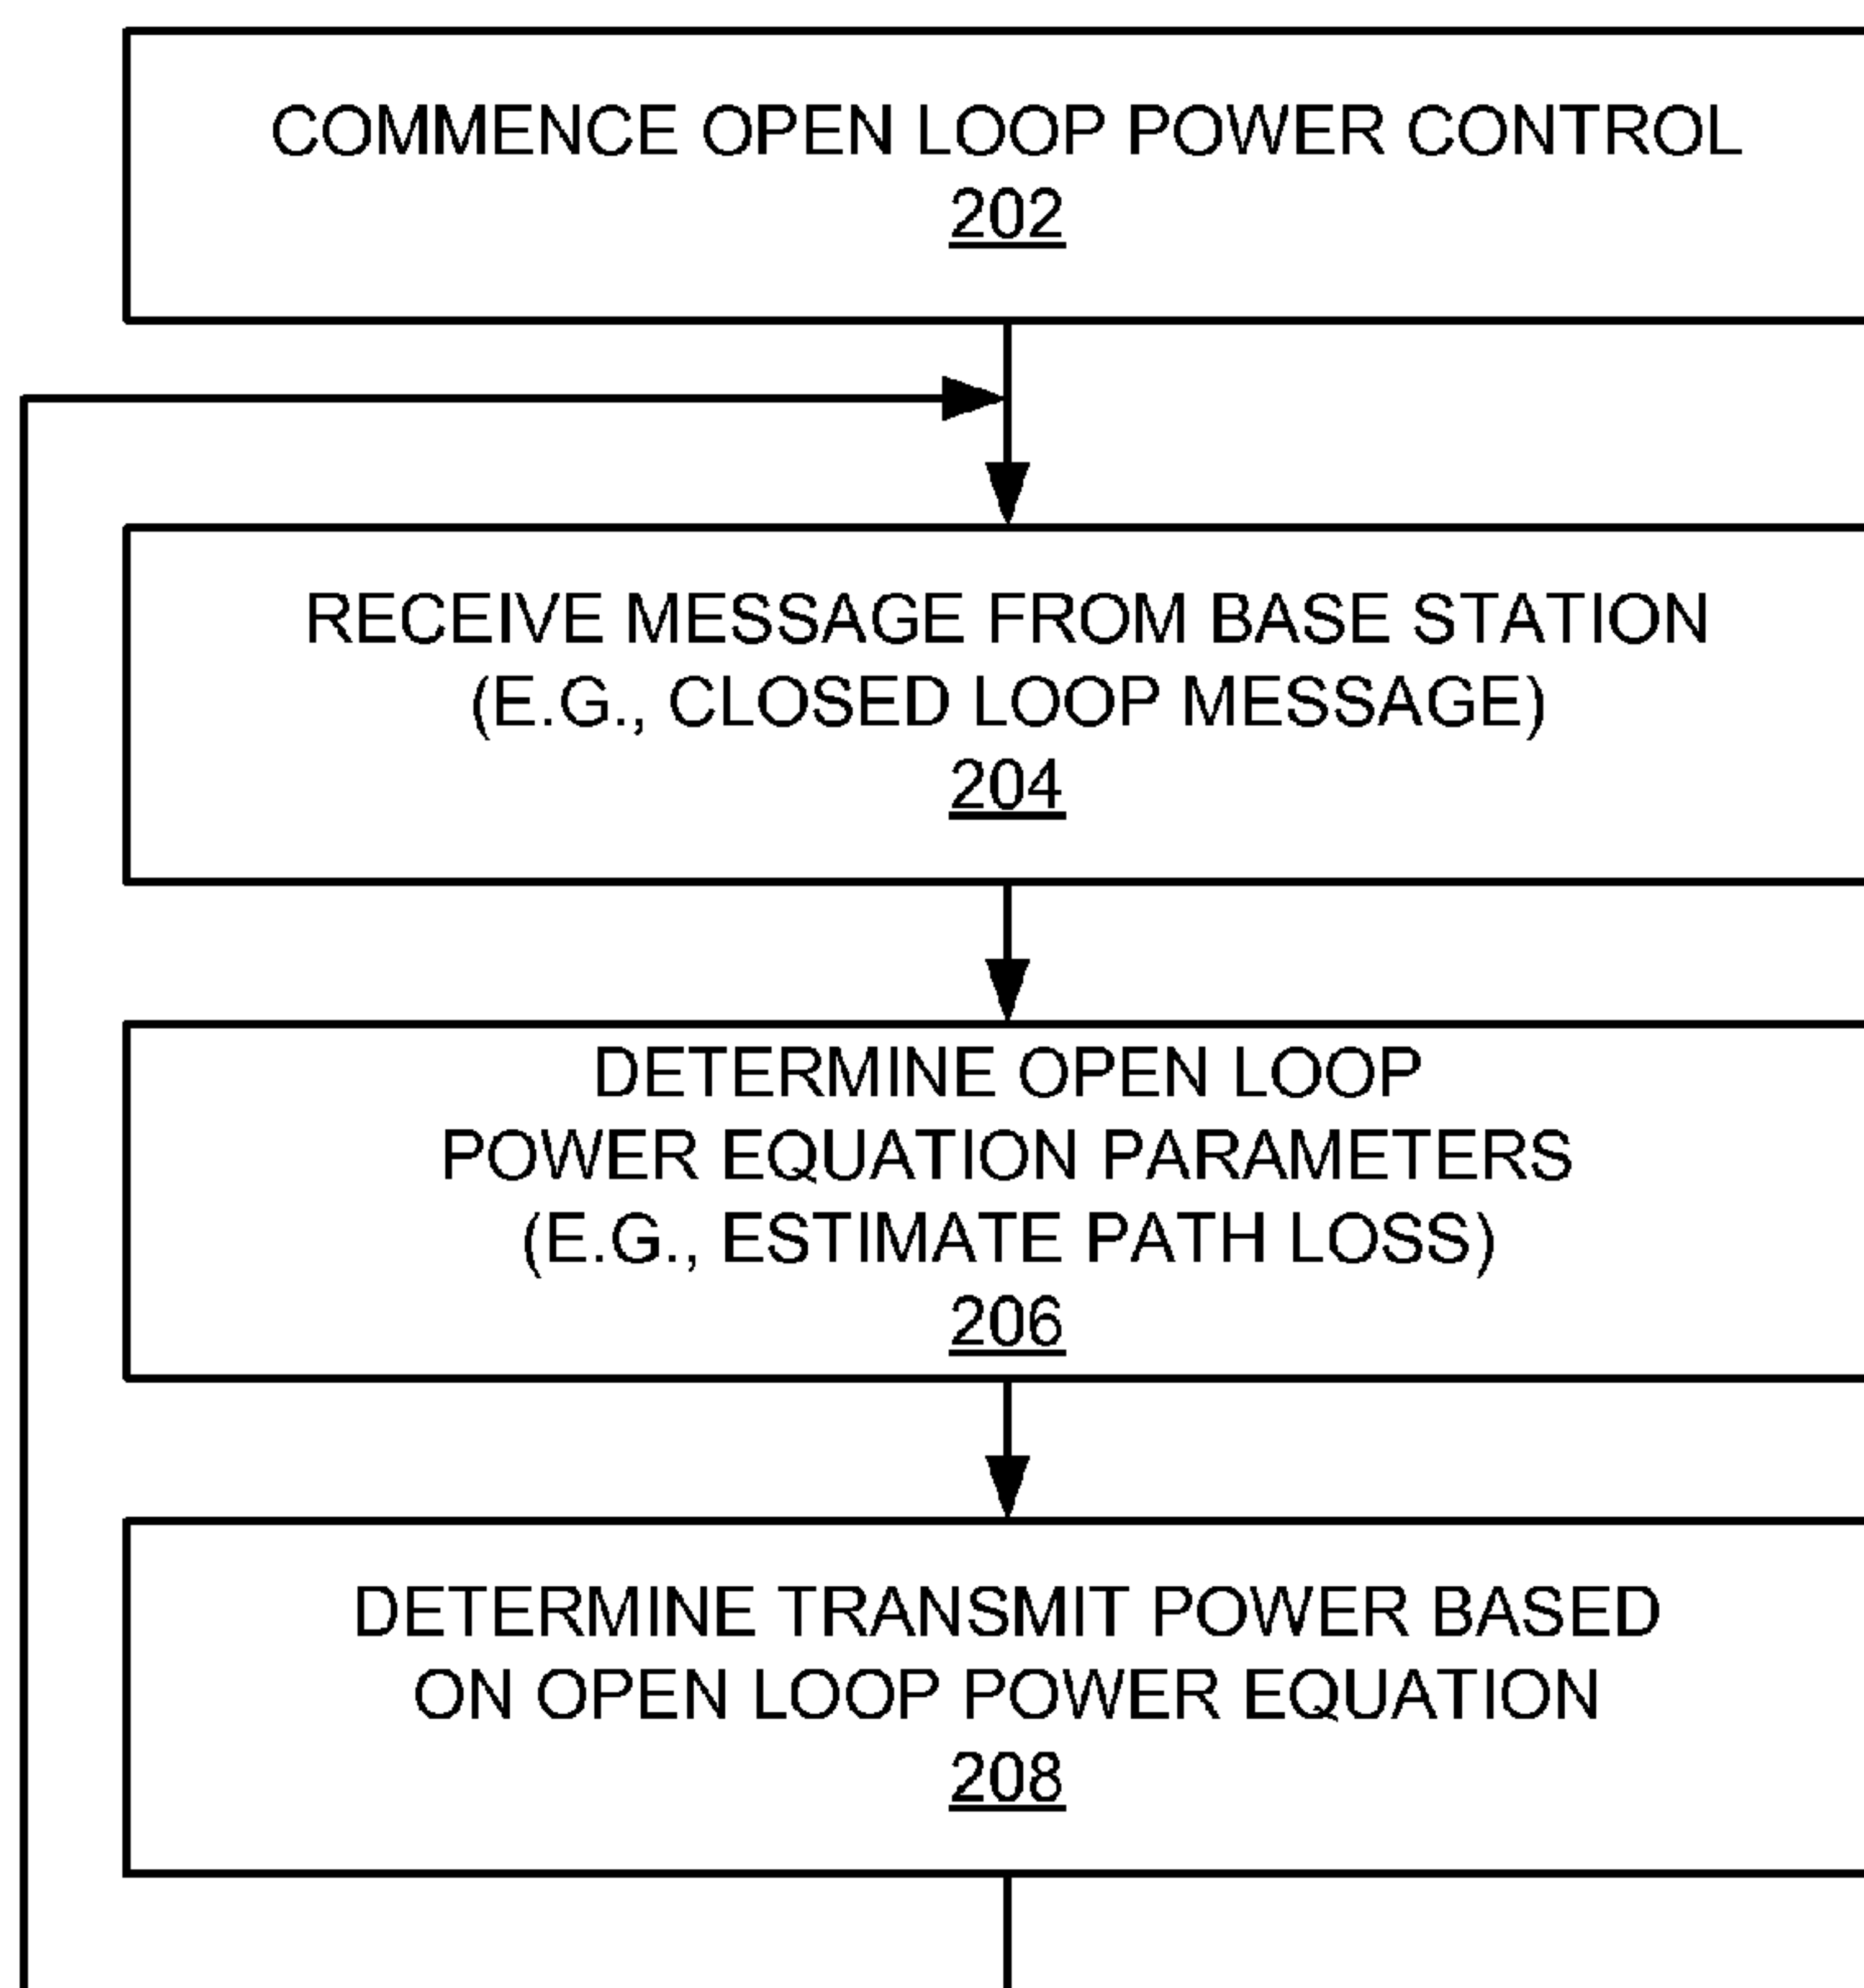 COMMENCE OPEN LOOP POWER CONTROL
202
RECEIVE MESSAGE FROM BASE STATION
(E.G., CLOSED LOOP MESSAGE)
204
DETERMINE OPEN LOOP
POWER EQUATION PARAMETERS
(E.G., ESTIMATE PATH LOSS)
206
DETERMINE TRANSMIT POWER BASED
ON OPEN LOOP POWER EQUATION
208